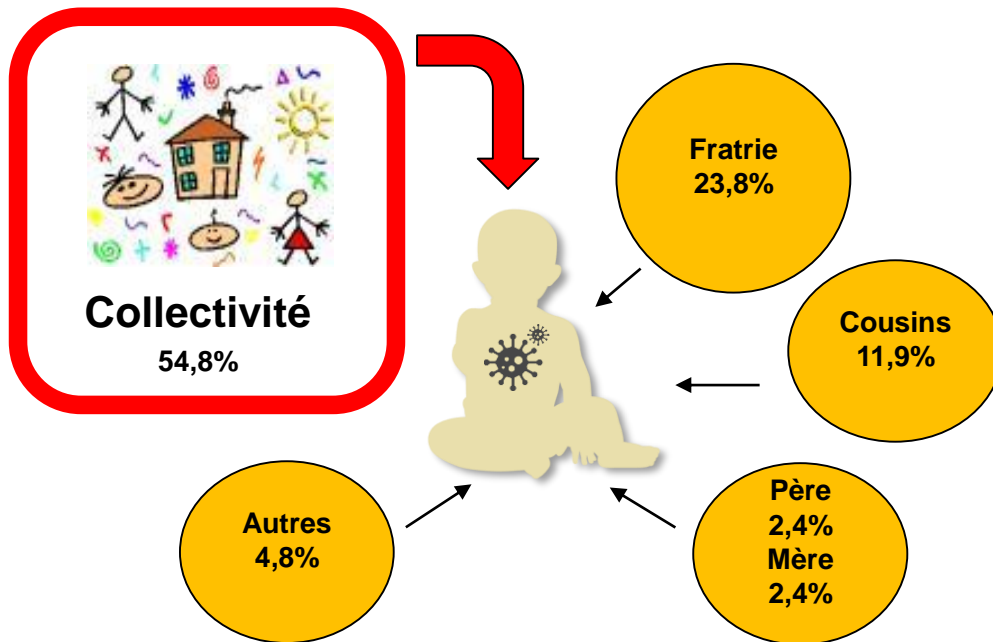 Collectivité
54,8%
Fratrie
23,8%
Cousins
11,9%
Père
2,4%
Mère
2,4%
Autres
4,8%